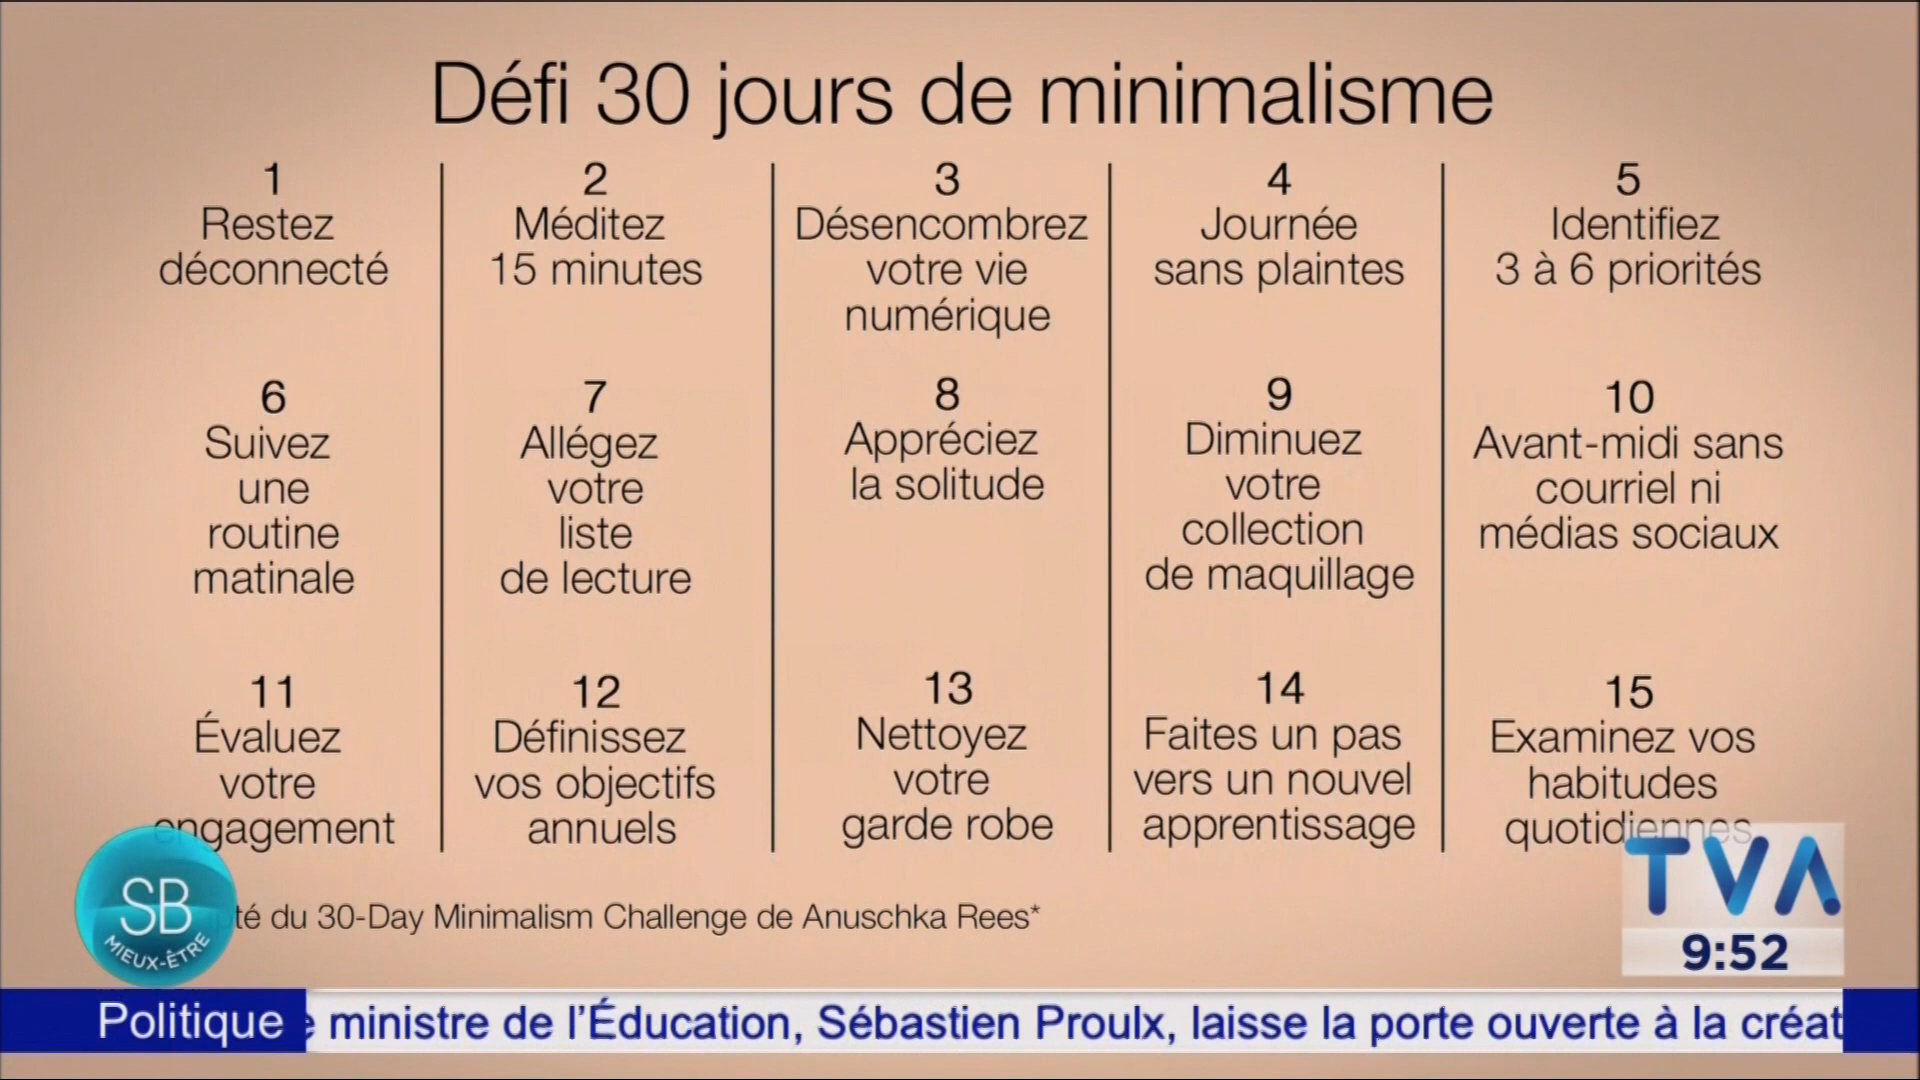 Défi 30 jours de minimalisme
1
Restez
déconnecté
2
Méditez
15 minutes
3
Désencombrez
votre vie
numérique
4
Journée
sans plaintes
5
Identifiez
3 à 6 priorités
6
Suivez
une
routine
matinale
7
Allégez
votre
liste
de lecture
8
Appréciez
la solitude
9
Diminuez
votre
collection
de maquillage
10
Avant-midi sans
courriel ni
médias sociaux
11
Évaluez
votre
engagement
12
Définissez
vos objectifs
annuels
13
Nettoyez
votre
garde robe
14
Faites un pas
vers un nouvel
apprentissage
15
Examinez vos
habitudes
quotidiennes
du 30-Day Minimalism Challenge de Anuschka Rees*
SB
MIEUX-ÊTRE
TVA
9:52
Politique ministre de l'Éducation, Sébastien Proulx, laisse la porte ouverte à la créat